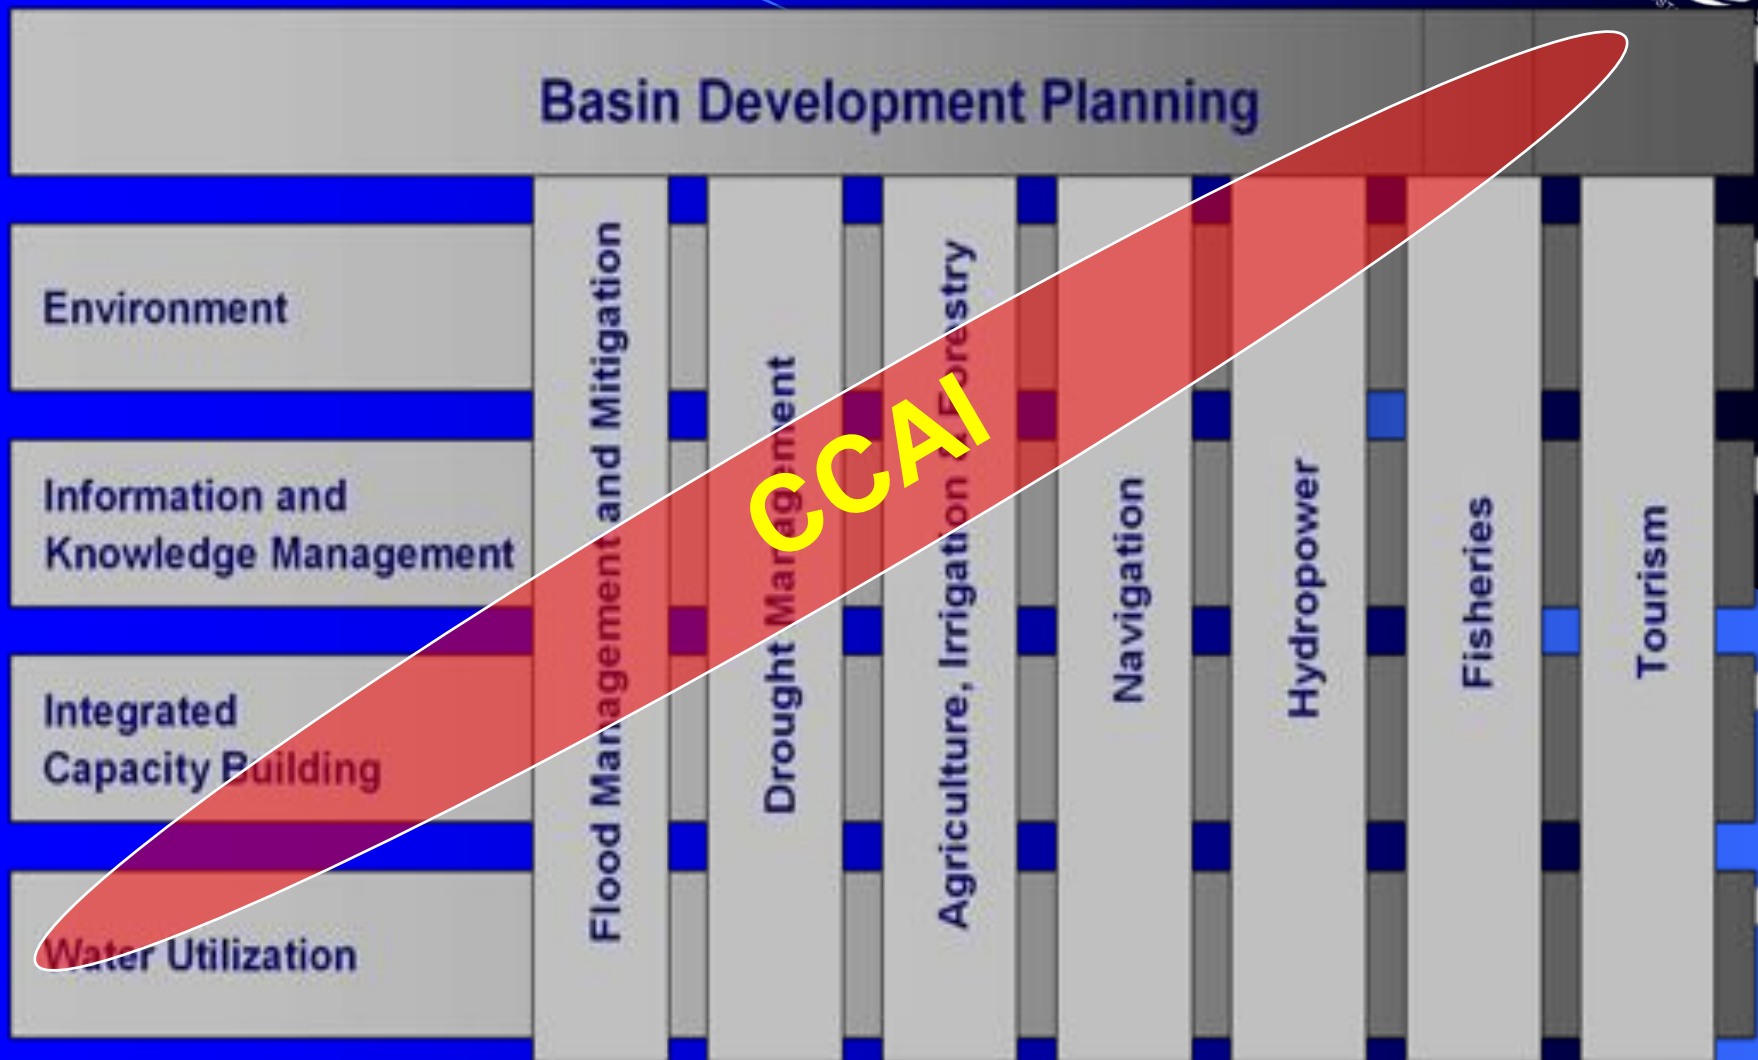 Basin Development Planning
Environment
Information and
Knowledge Management
Integrated
Capacity Building
Water Utilization
Flood Management and Mitigation
Drought Management
Agriculture, Irrigation & Forestry
Navigation
Hydropower
Fisheries
Tourism
CCAI